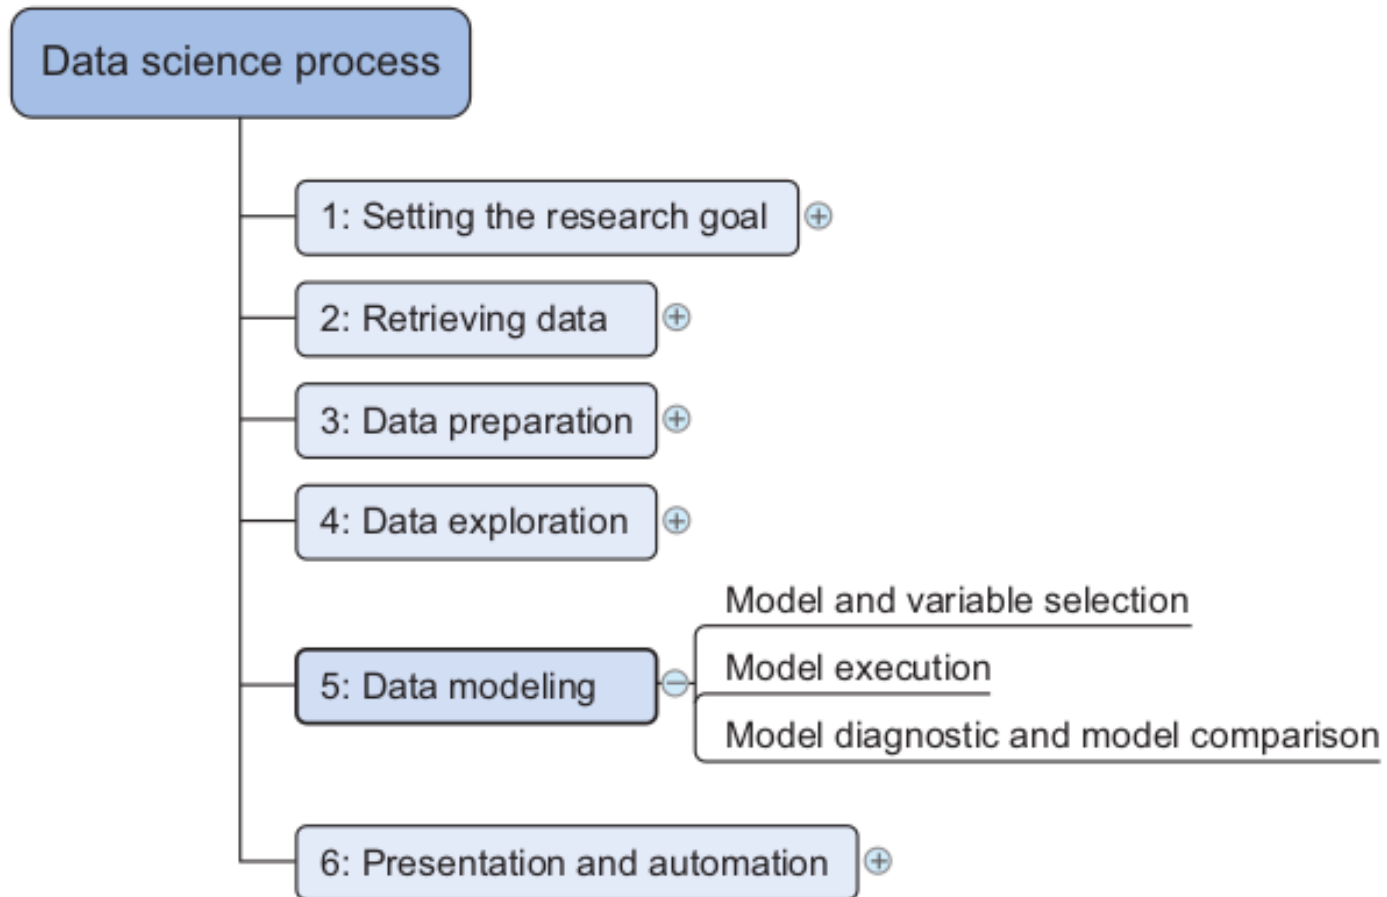 Data science process
1: Setting the research goal
2: Retrieving data
3: Data preparation
4: Data exploration
5: Data modeling
Model and variable selection
Model execution
Model diagnostic and model comparison
6: Presentation and automation